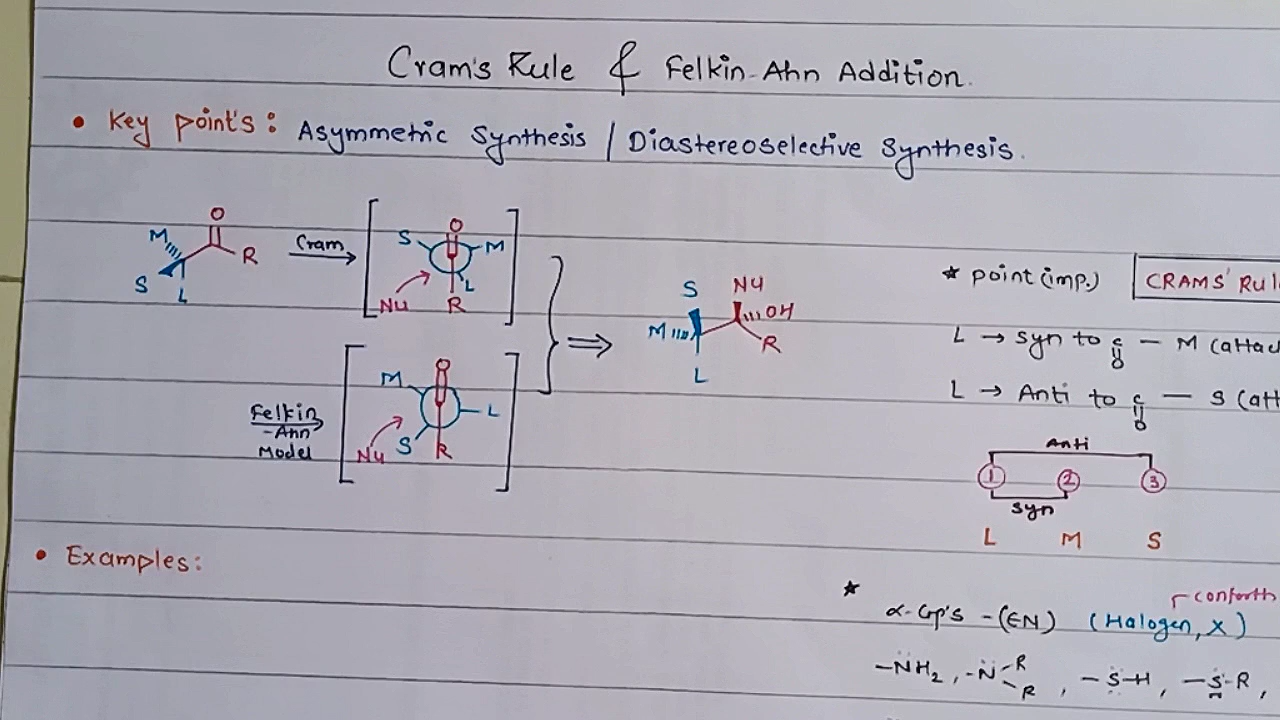 Cram's Rule & Felkin-Ahn Addition.
• Key point's: Asymmetric Synthesis / Diastereoselective Synthesis.
O
M
S
L
R
Cram
O
S
M
L
Nu
R
Felkin
-Ahn
Model
O
M
L
Nu
S
R
S
Nu
M
OH
R
L
* point (imp.)
CRAMS' Rul
L → syn to C=O - M (attac
L → Anti to C=O - S (att
Anti
1 2 3
syn
L M S
• Examples:
*
conforth
α-Gp's - (EN) (Halogen, X)
-NH2, -N-R R, -S-H, -S-R,